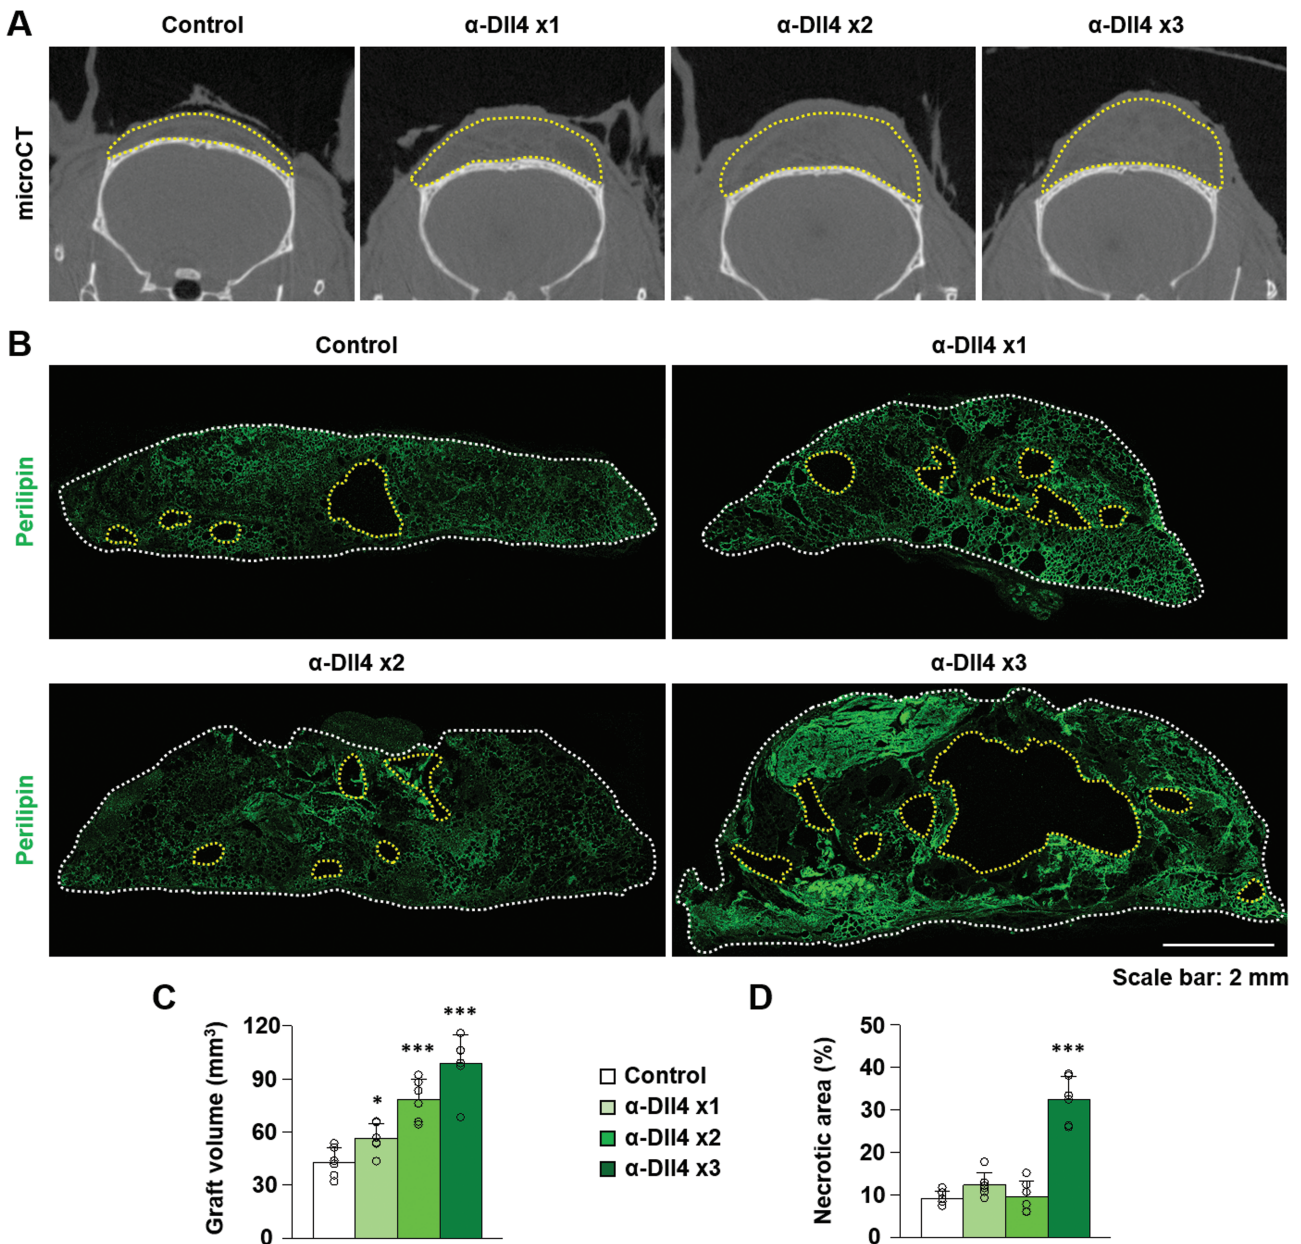 A
Control
α-Dll4 x1
α-Dll4 x2
α-Dll4 x3
microCT
B
Control
α-Dll4 x1
Perilipin
α-Dll4 x2
α-Dll4 x3
Perilipin
Scale bar: 2 mm
C
Graft volume (mm³)
120
90
60
30
0
*
***
***
Control
α-Dll4 x1
α-Dll4 x2
α-Dll4 x3
D
Necrotic area (%)
50
40
30
20
10
0
***